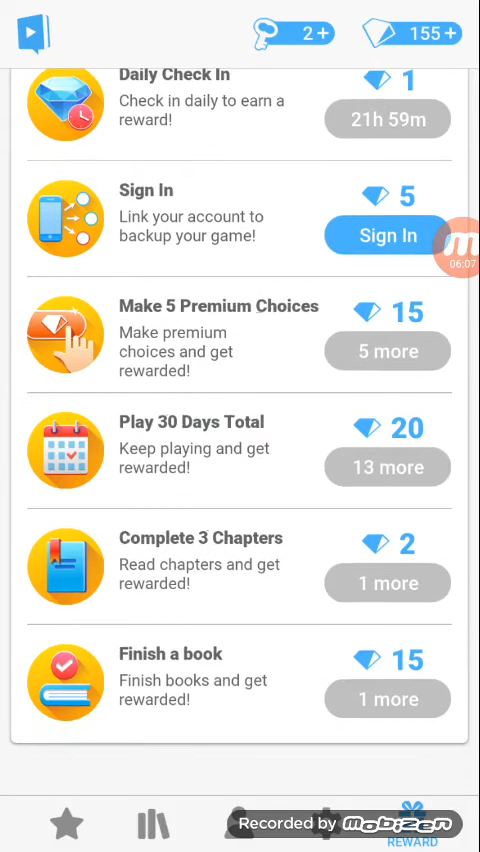 2 +
155 +
Daily Check In
Check in daily to earn a
reward!
1
21h 59m
Sign In
Link your account to
backup your game!
5
Sign In
06:07
Make 5 Premium Choices
Make premium
choices and get
rewarded!
15
5 more
Play 30 Days Total
Keep playing and get
rewarded!
20
13 more
Complete 3 Chapters
Read chapters and get
rewarded!
2
1 more
Finish a book
Finish books and get
rewarded!
15
1 more
Recorded by Mobizen
REWARD